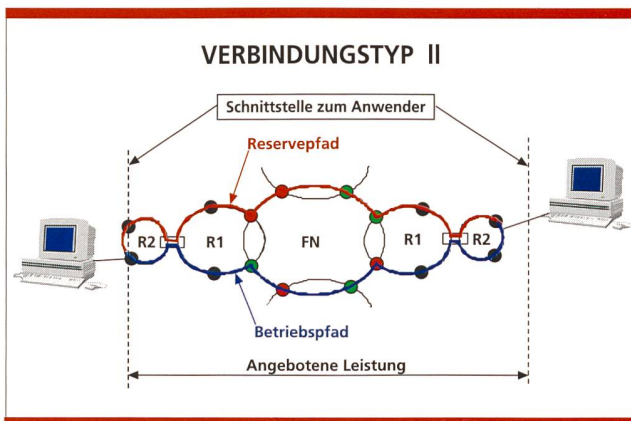 VERBINDUNGSTYP II
Schnittstelle zum Anwender
Reservepfad
R2
R1
FN
R1
R2
Betriebspfad
Angebotene Leistung